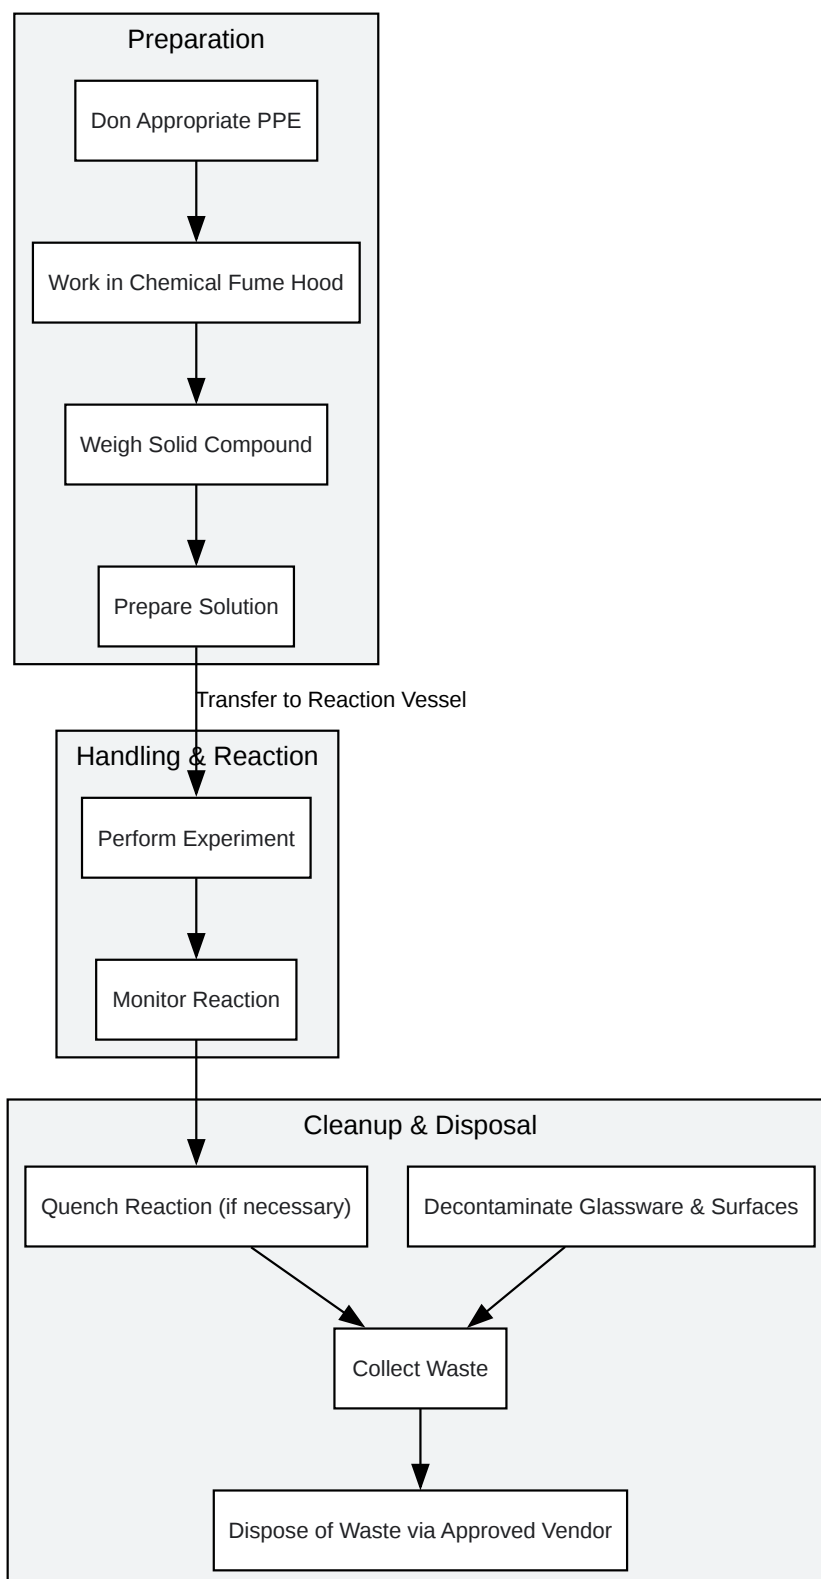 Preparation
Don Appropriate PPE
Work in Chemical Fume Hood
Weigh Solid Compound
Prepare Solution
Transfer to Reaction Vessel
Handling & Reaction
Perform Experiment
Monitor Reaction
Cleanup & Disposal
Quench Reaction (if necessary)
Decontaminate Glassware & Surfaces
Collect Waste
Dispose of Waste via Approved Vendor